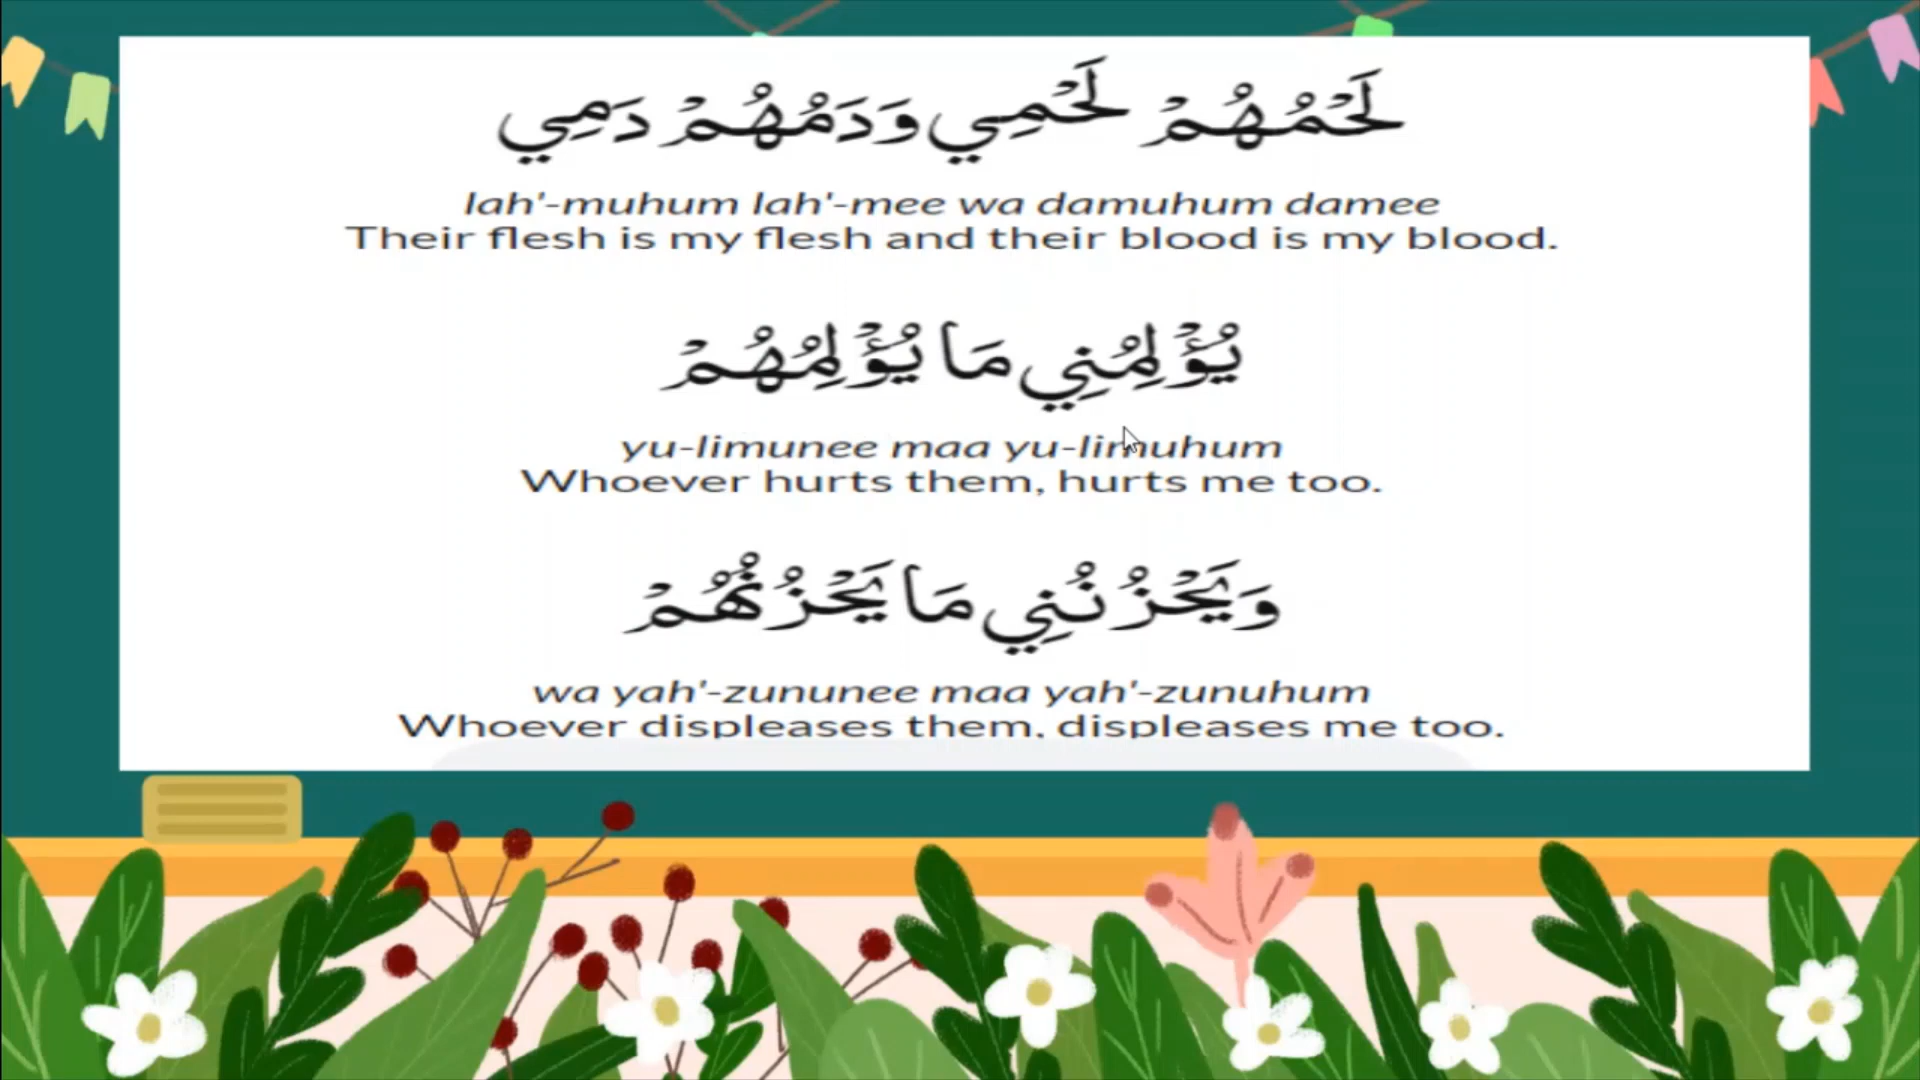 لَحْمُهُمْ لَحْمِي وَدَمُهُمْ دَمِي
lah'-muhum lah'-mee wa damuhum damee
Their flesh is my flesh and their blood is my blood.
يُؤْلِمُنِي مَا يُؤْلِمُهُمْ
yu-limunee maa yu-limuhum
Whoever hurts them, hurts me too.
وَيَحْزُنُنِي مَا يَحْزُنُهُمْ
wa yah'-zununee maa yah'-zunuhum
Whoever displeases them, displeases me too.